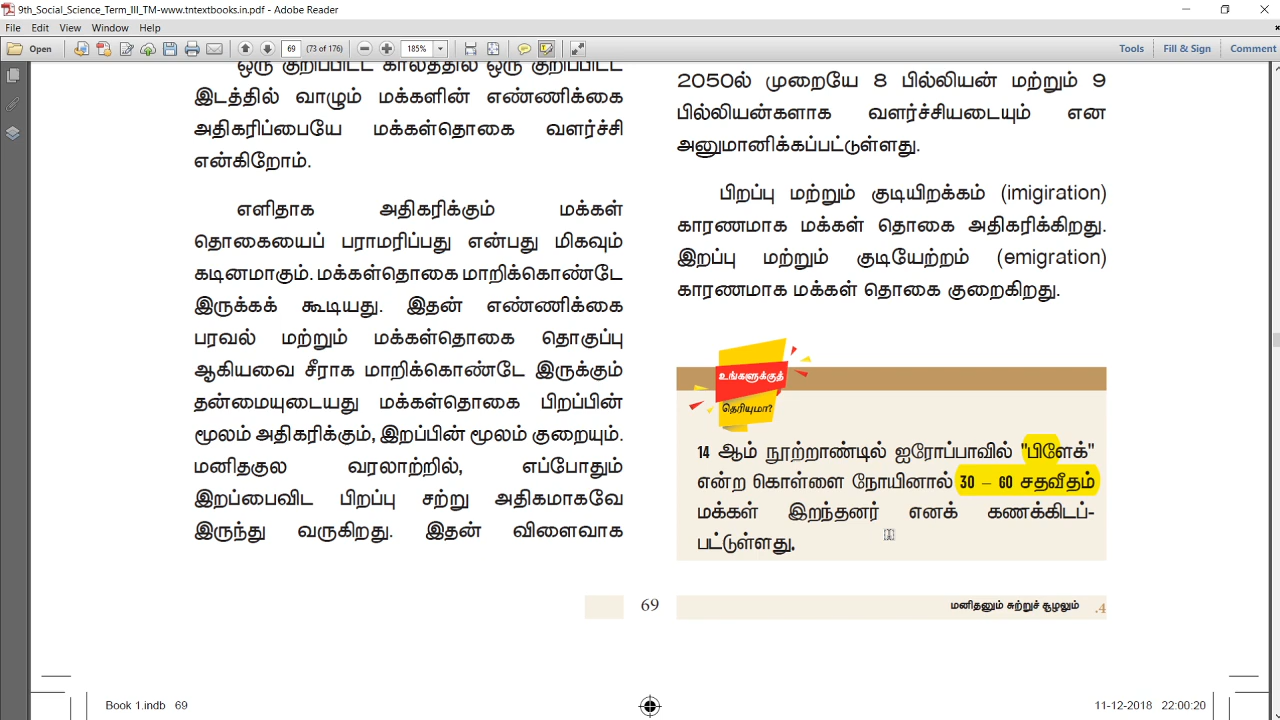 9th_Social_Science_Term_III_TM-www.tntextbooks.in.pdf - Adobe Reader
File Edit View Window Help
Open 69 (73 of 176) 185% Tools Fill & Sign Comment
ஒரு குறிப்பிட்ட காலத்தில் ஒரு குறிப்பிட்ட
இடத்தில் வாழும் மக்களின் எண்ணிக்கை
அதிகரிப்பையே மக்கள்தொகை வளர்ச்சி
என்கிறோம்.
எளிதாக அதிகரிக்கும் மக்கள்
தொகையைப் பராமரிப்பது என்பது மிகவும்
கடினமாகும். மக்கள்தொகை மாறிக்கொண்டே
இருக்கக் கூடியது. இதன் எண்ணிக்கை
பரவல் மற்றும் மக்கள்தொகை தொகுப்பு
ஆகியவை சீராக மாறிக்கொண்டே இருக்கும்
தன்மையுடையது மக்கள்தொகை பிறப்பின்
மூலம் அதிகரிக்கும், இறப்பின் மூலம் குறையும்.
மனிதகுல வரலாற்றில், எப்போதும்
இறப்பைவிட பிறப்பு சற்று அதிகமாகவே
இருந்து வருகிறது. இதன் விளைவாக
2050ல் முறையே 8 பில்லியன் மற்றும் 9
பில்லியன்களாக வளர்ச்சியடையும் என
அனுமானிக்கப்பட்டுள்ளது.
பிறப்பு மற்றும் குடியிறக்கம் (imigiration)
காரணமாக மக்கள் தொகை அதிகரிக்கிறது.
இறப்பு மற்றும் குடியேற்றம் (emigration)
காரணமாக மக்கள் தொகை குறைகிறது.
உங்களுக்குத்
தெரியுமா?
14 ஆம் நூற்றாண்டில் ஐரோப்பாவில் "பிளேக்"
என்ற கொள்ளை நோயினால் 30 – 60 சதவீதம்
மக்கள் இறந்தனர் எனக் கணக்கிடப்-
பட்டுள்ளது.
69 மனிதனும் சுற்றுச் சூழலும் .4
Book 1.indb 69 11-12-2018 22:00:20